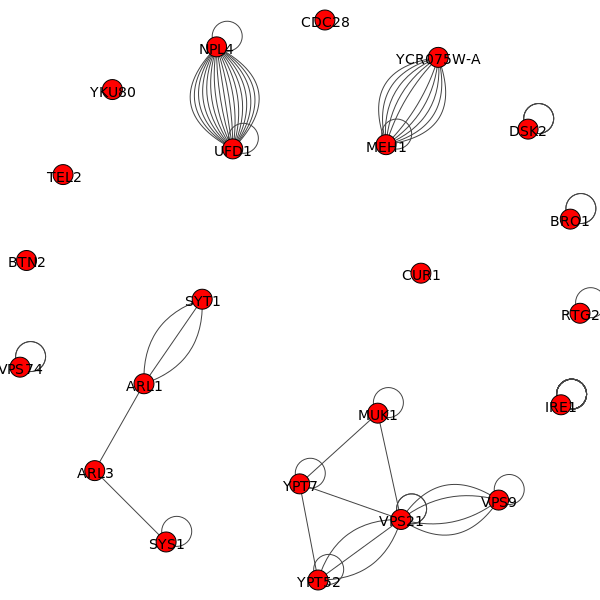 CDC28
NPL4
YCR075W-A
YKU80
DSK2
MEH1
UFD1
TEL2
BRO1
BTN2
CUR1
SYT1
RTG2
VPS74
ARL1
IRE1
MUK1
ARL3
YPT7
VPS9
VPS21
SYS1
YPT52